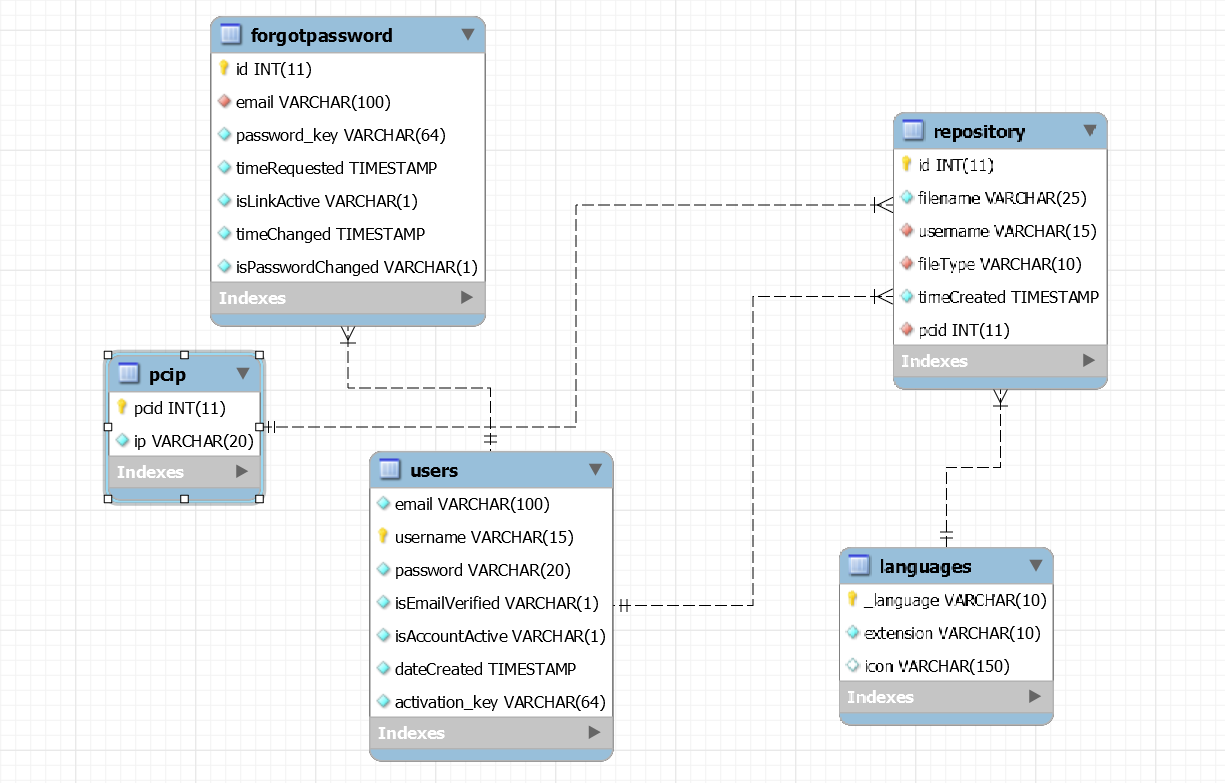 forgotpassword
id INT(11)
email VARCHAR(100)
password_key VARCHAR(64)
timeRequested TIMESTAMP
isLinkActive VARCHAR(1)
timeChanged TIMESTAMP
isPasswordChanged VARCHAR(1)
Indexes
repository
id INT(11)
filename VARCHAR(25)
username VARCHAR(15)
fileType VARCHAR(10)
timeCreated TIMESTAMP
pcid INT(11)
Indexes
pcip
pcid INT(11)
ip VARCHAR(20)
Indexes
users
email VARCHAR(100)
username VARCHAR(15)
password VARCHAR(20)
isEmailVerified VARCHAR(1)
isAccountActive VARCHAR(1)
dateCreated TIMESTAMP
activation_key VARCHAR(64)
Indexes
languages
_language VARCHAR(10)
extension VARCHAR(10)
icon VARCHAR(150)
Indexes